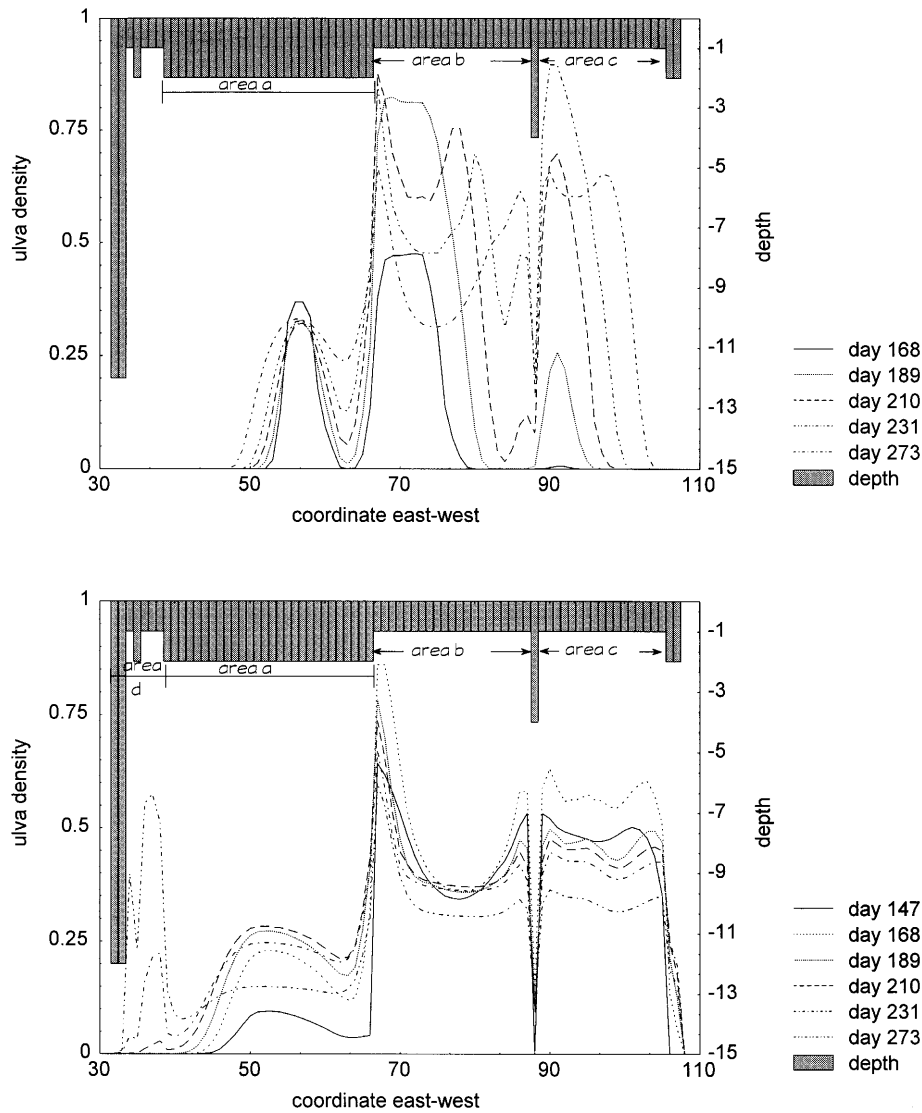 1
0.75
0.5
0.25
0
ulva density
-1
-3
-5
-7
-9
-11
-13
-15
depth
area a
area b
area c
30
50
70
90
110
coordinate east-west
day 168
day 189
day 210
day 231
day 273
depth
1
0.75
0.5
0.25
0
ulva density
-1
-3
-5
-7
-9
-11
-13
-15
depth
area
d
area a
area b
area c
30
50
70
90
110
coordinate east-west
day 147
day 168
day 189
day 210
day 231
day 273
depth